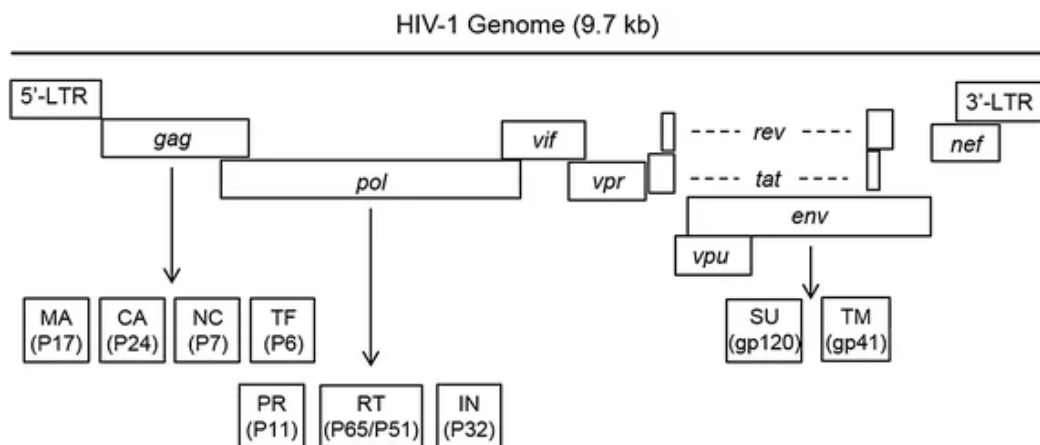 HIV-1 Genome (9.7 kb)
5'-LTR
3'-LTR
gag
vif
rev
nef
pol
vpr
tat
env
vpu
MA
(P17)
CA
(P24)
NC
(P7)
TF
(P6)
SU
(gp120)
TM
(gp41)
PR
(P11)
RT
(P65/P51)
IN
(P32)